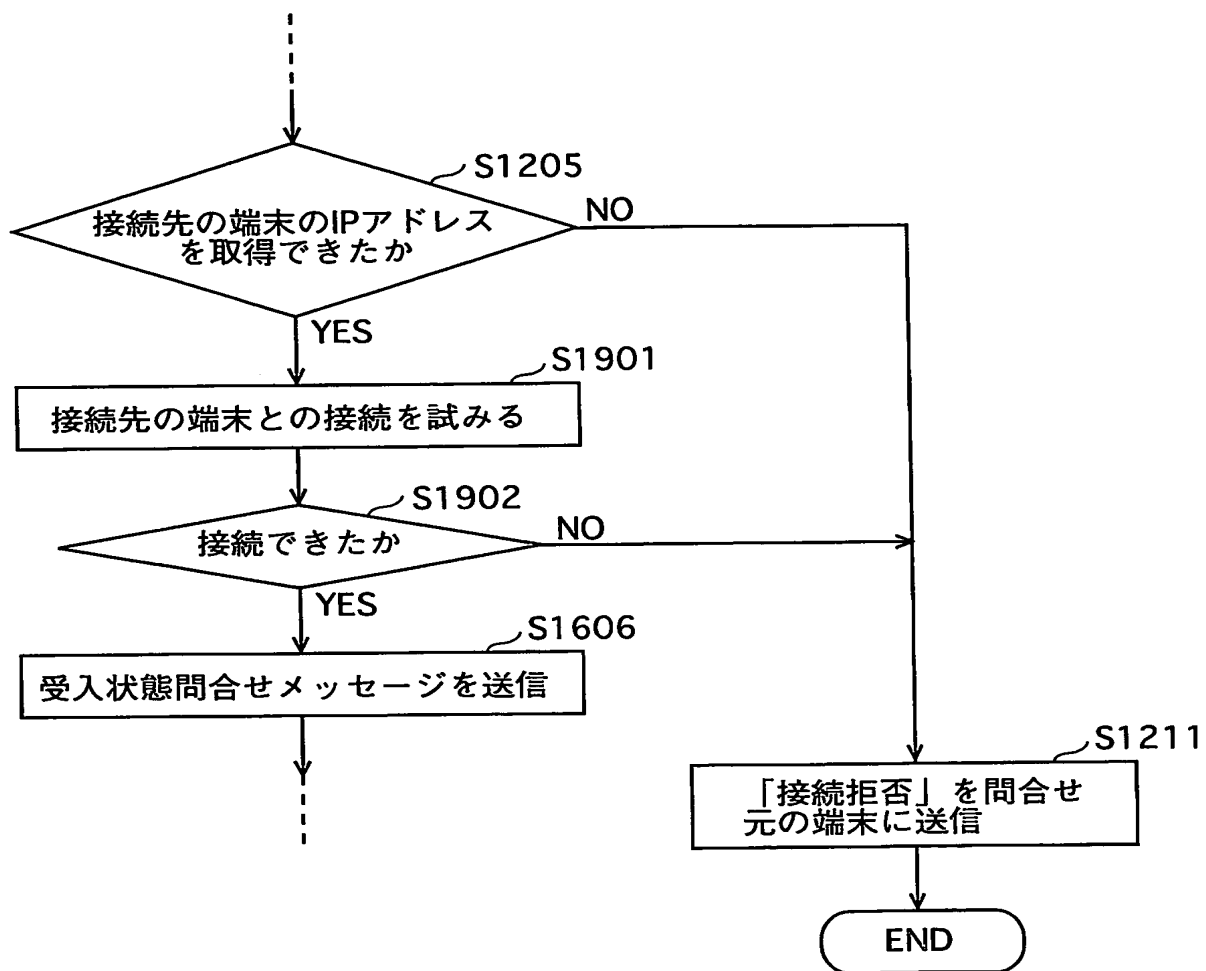 S1205
接続先の端末のIPアドレス
を取得できたか
NO
YES
S1901
接続先の端末との接続を試みる
S1902
接続できたか
NO
YES
S1606
受入状態問合せメッセージを送信
S1211
「接続拒否」を問合せ
元の端末に送信
END